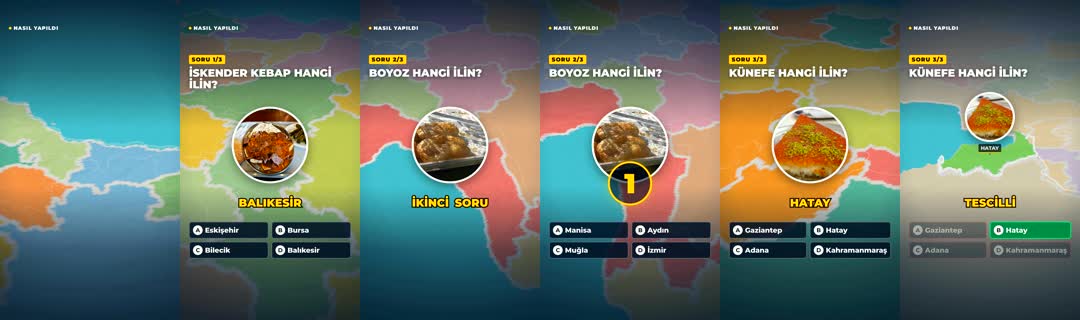 NASIL YAPILDI
NASIL YAPILDI
SORU 1/3
İSKENDER KEBAP HANGİ
İLİN?
BALIKESİR
A Eskişehir
B Bursa
C Bilecik
D Balıkesir
SORU 2/3
BOYOZ HANGİ İLİN?
İKİNCİ SORU
NASIL YAPILDI
SORU 2/3
BOYOZ HANGİ İLİN?
1
A Manisa
B Aydın
C Muğla
D İzmir
NASIL YAPILDI
SORU 3/3
KÜNEFE HANGİ İLİN?
HATAY
A Gaziantep
B Hatay
C Adana
D Kahramanmaraş
NASIL YAPILDI
SORU 3/3
KÜNEFE HANGİ İLİN?
HATAY
TESCİLLİ
A Gaziantep
B Hatay
C Adana
D Kahramanmaraş